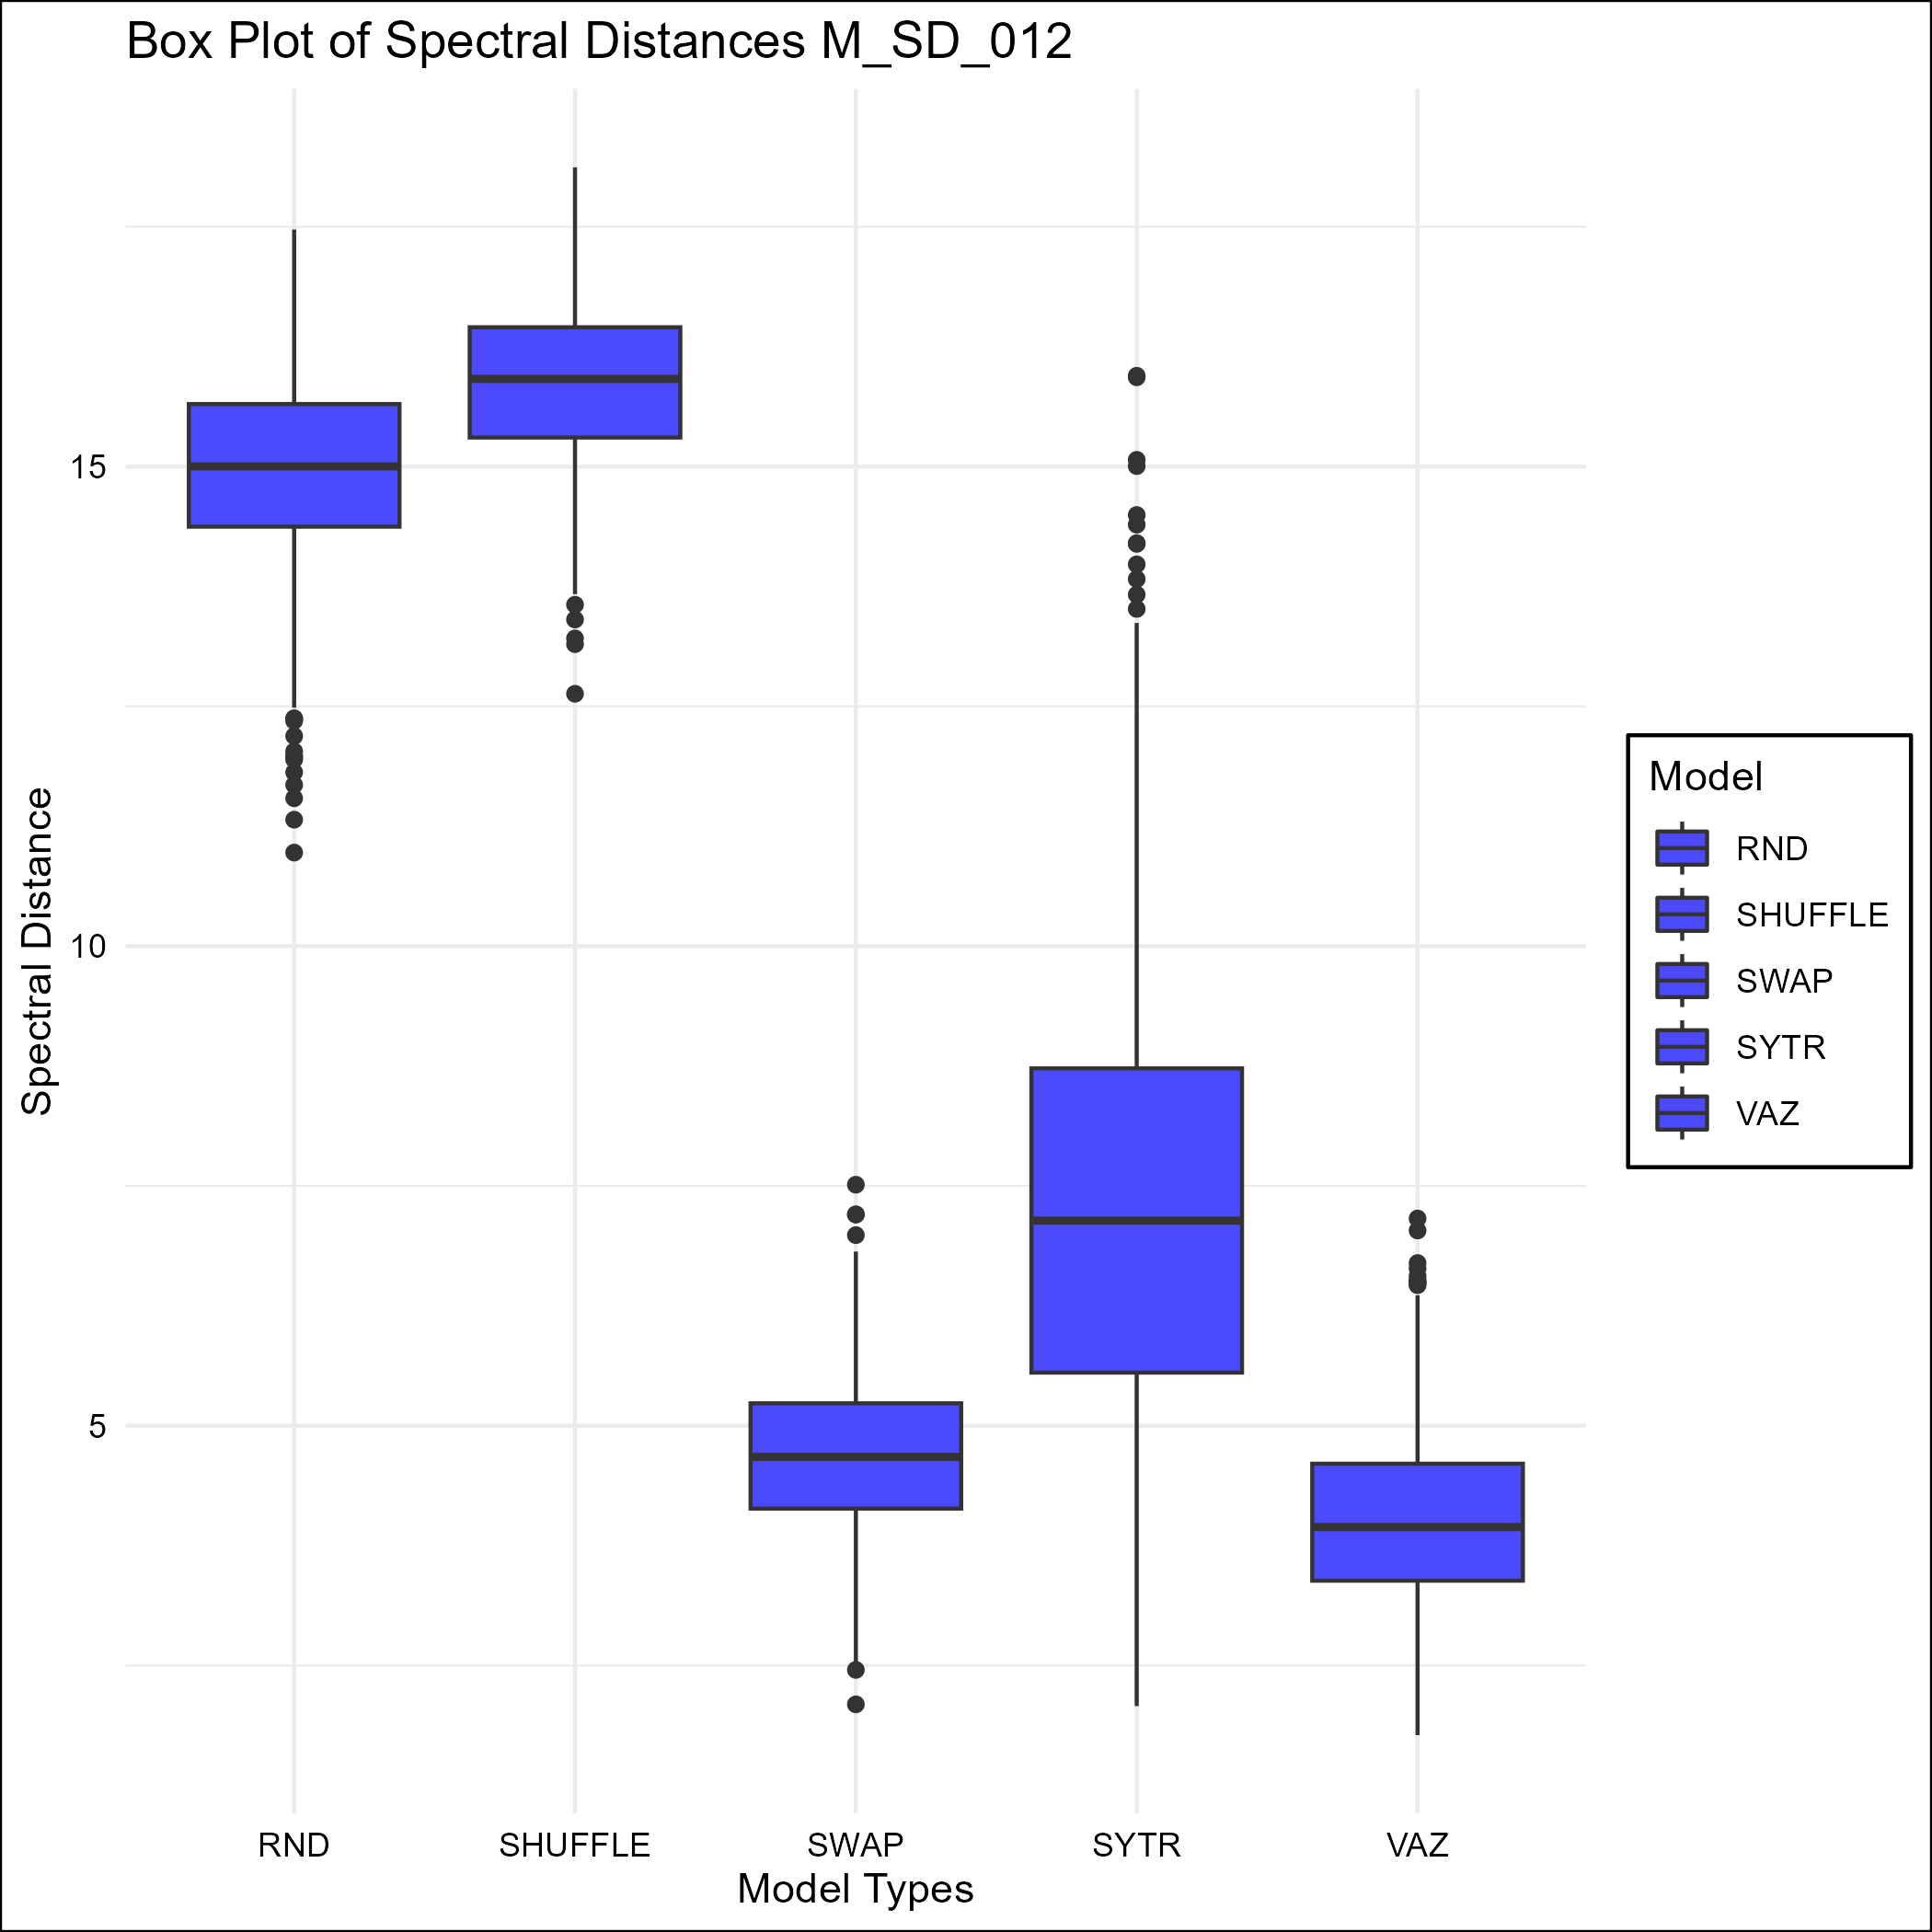 Box Plot of Spectral Distances M_SD_012
Spectral Distance
15
10
5
RND
SHUFFLE
SWAP
SYTR
VAZ
Model Types
Model
RND
SHUFFLE
SWAP
SYTR
VAZ